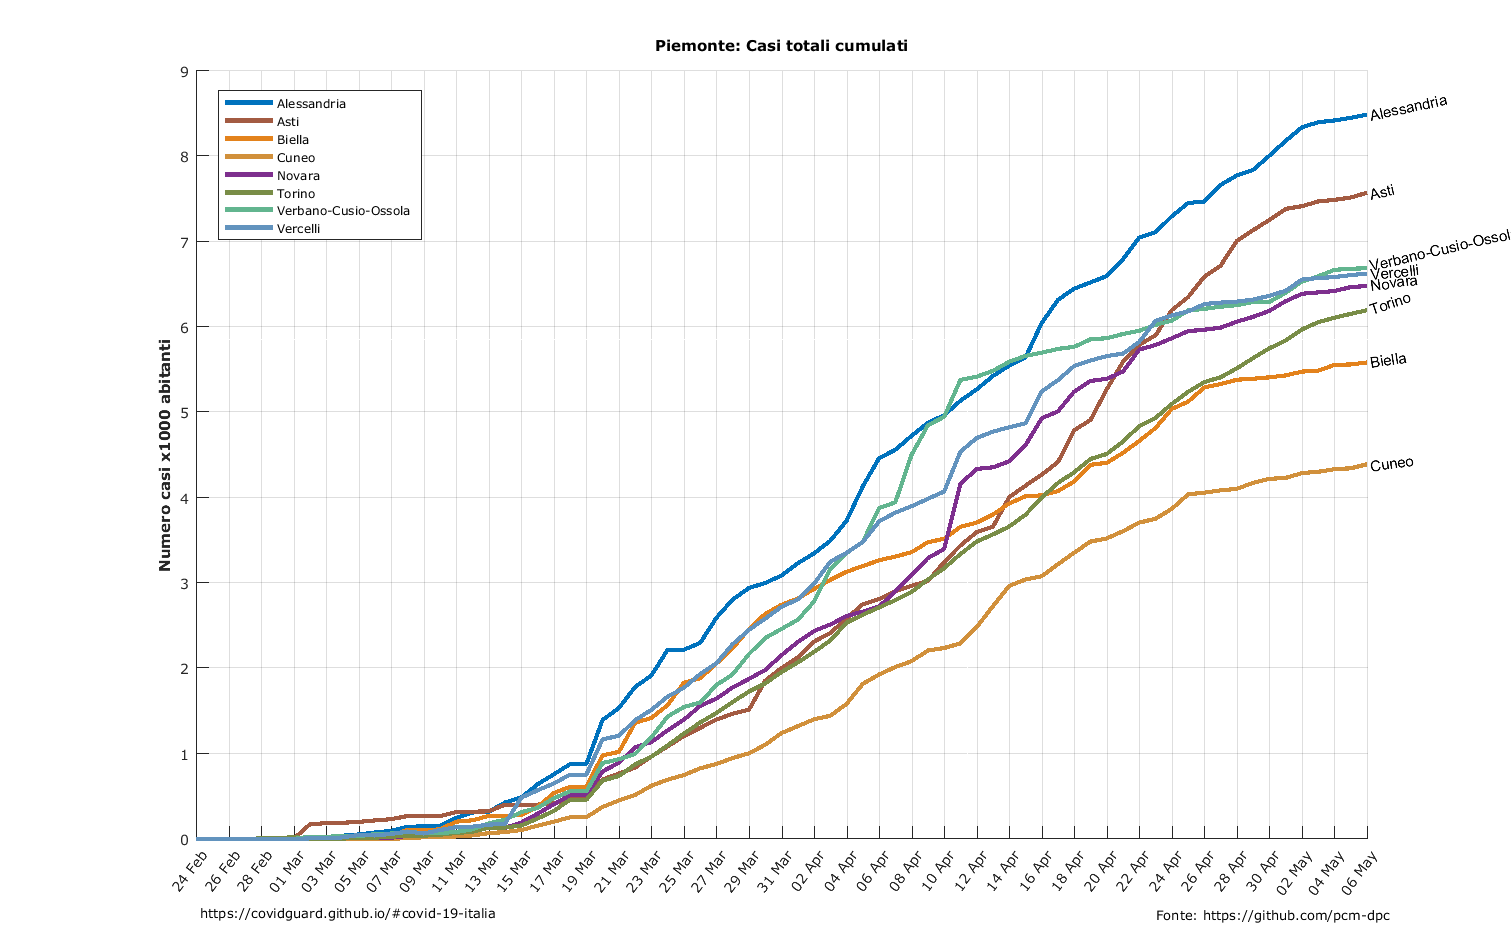 Piemonte: Casi totali cumulati
9
8
7
6
5
4
3
2
1
0
Numero casi x1000 abitanti
Alessandria
Asti
Biella
Cuneo
Novara
Torino
Verbano-Cusio-Ossola
Vercelli
Alessandria
Asti
Verbano-Cusio-Ossol
Vercelli
Novara
Torino
Biella
Cuneo
24 Feb
26 Feb
28 Feb
01 Mar
03 Mar
05 Mar
07 Mar
09 Mar
11 Mar
13 Mar
15 Mar
17 Mar
19 Mar
21 Mar
23 Mar
25 Mar
27 Mar
29 Mar
31 Mar
02 Apr
04 Apr
06 Apr
08 Apr
10 Apr
12 Apr
14 Apr
16 Apr
18 Apr
20 Apr
22 Apr
24 Apr
26 Apr
28 Apr
30 Apr
02 May
04 May
06 May
https://covidguard.github.io/#covid-19-italia
Fonte: https://github.com/pcm-dpc